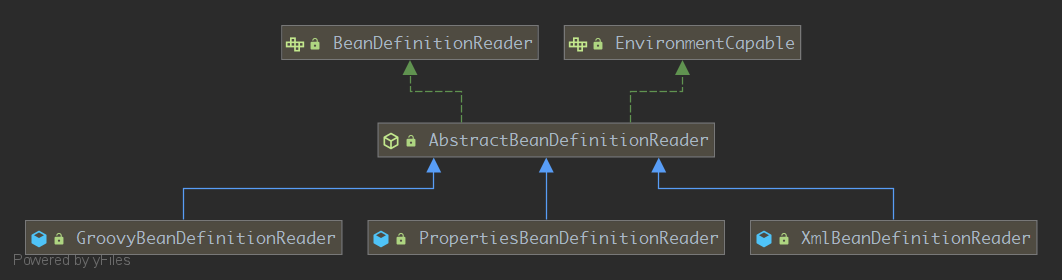 BeanDefinitionReader
EnvironmentCapable
AbstractBeanDefinitionReader
GroovyBeanDefinitionReader
PropertiesBeanDefinitionReader
XmlBeanDefinitionReader
Powered by yFiles